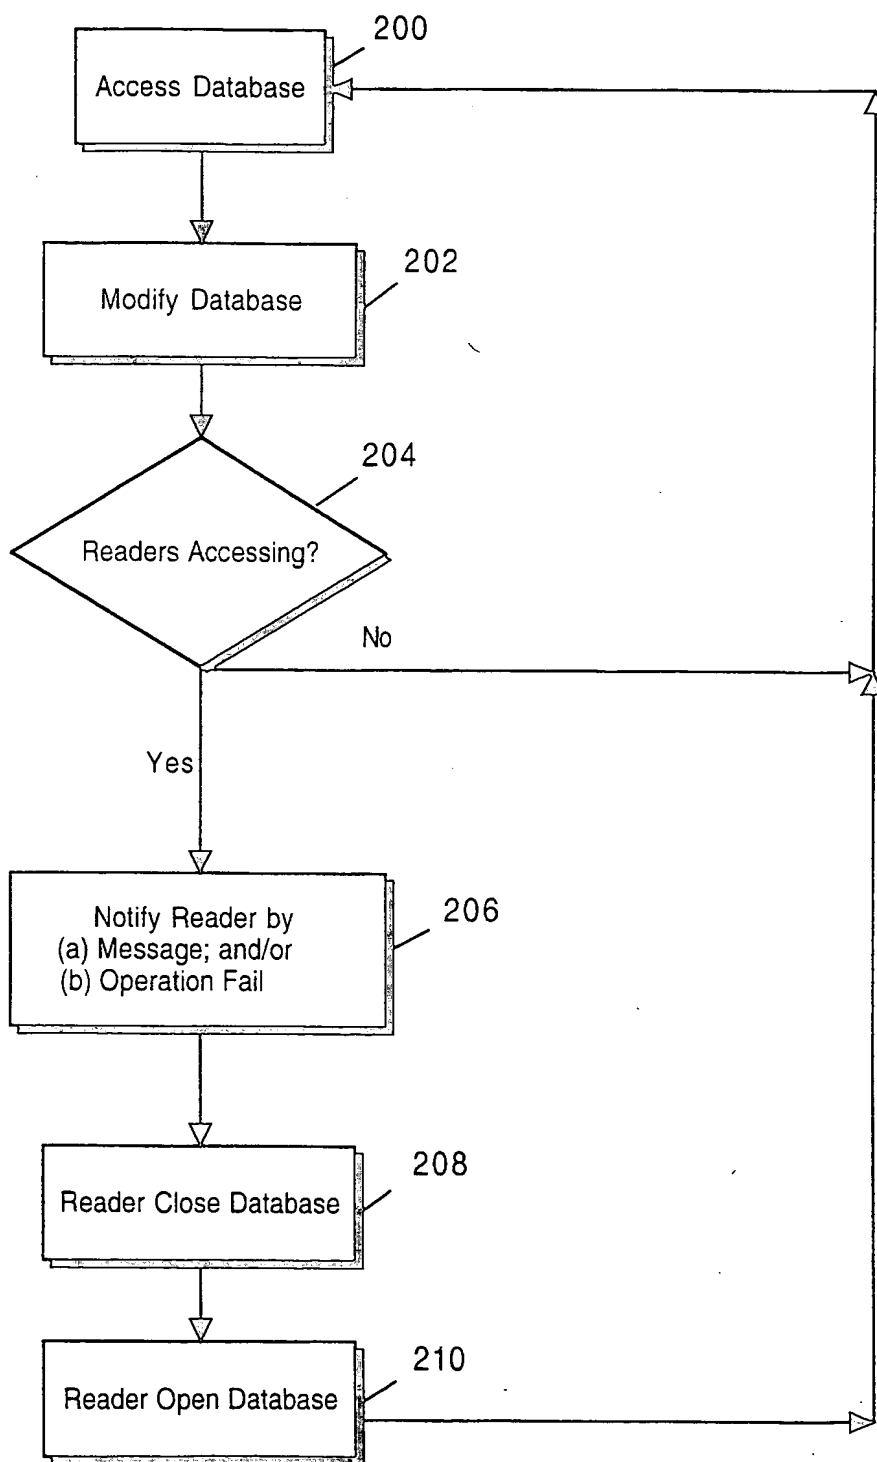 200
Access Database
202
Modify Database
204
Readers Accessing?
No
Yes
206
Notify Reader by
(a) Message; and/or
(b) Operation Fail
208
Reader Close Database
210
Reader Open Database